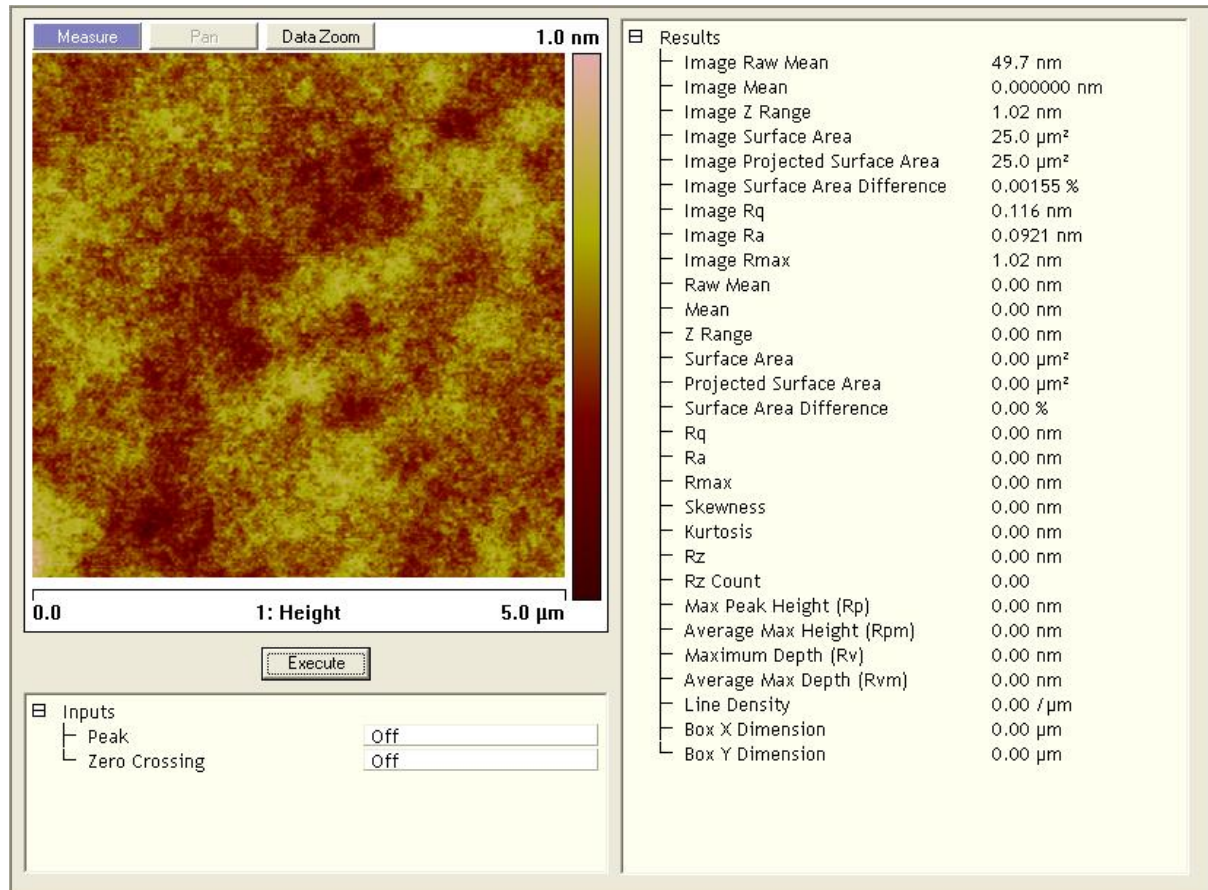 Measure Pan Data Zoom 1.0 nm
0.0 1: Height 5.0 µm
Execute
Inputs
Peak Off
Zero Crossing Off
Results
Image Raw Mean 49.7 nm
Image Mean 0.000000 nm
Image Z Range 1.02 nm
Image Surface Area 25.0 µm²
Image Projected Surface Area 25.0 µm²
Image Surface Area Difference 0.00155 %
Image Rq 0.116 nm
Image Ra 0.0921 nm
Image Rmax 1.02 nm
Raw Mean 0.00 nm
Mean 0.00 nm
Z Range 0.00 nm
Surface Area 0.00 µm²
Projected Surface Area 0.00 µm²
Surface Area Difference 0.00 %
Rq 0.00 nm
Ra 0.00 nm
Rmax 0.00 nm
Skewness 0.00 nm
Kurtosis 0.00 nm
Rz 0.00 nm
Rz Count 0.00
Max Peak Height (Rp) 0.00 nm
Average Max Height (Rpm) 0.00 nm
Maximum Depth (Rv) 0.00 nm
Average Max Depth (Rvm) 0.00 nm
Line Density 0.00 /µm
Box X Dimension 0.00 µm
Box Y Dimension 0.00 µm